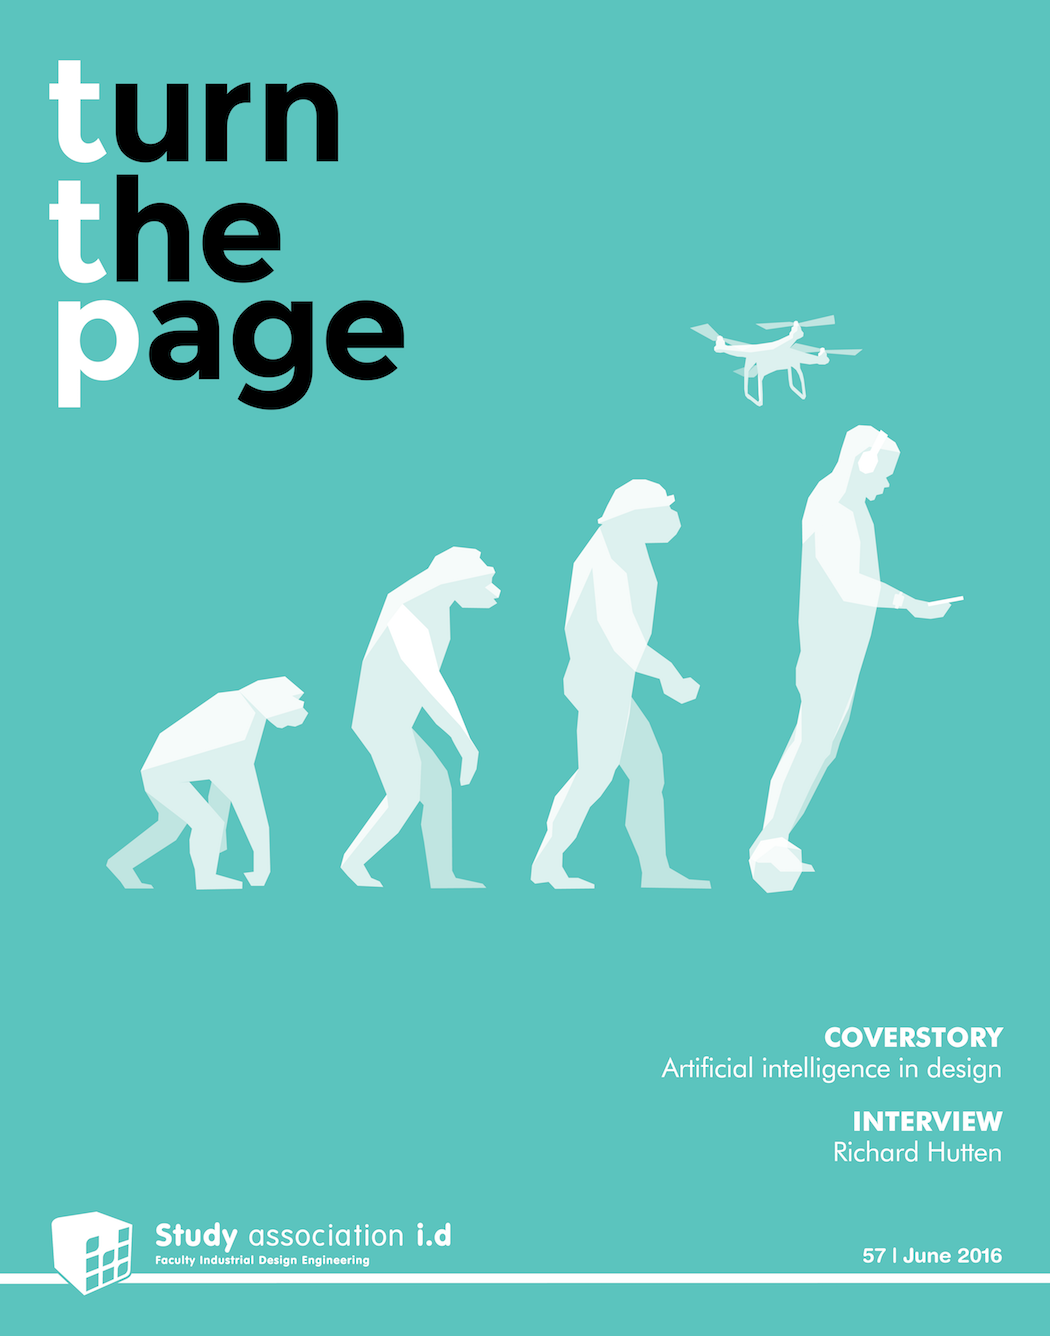 turn
the
page
COVERSTORY
Artificial intelligence in design
INTERVIEW
Richard Hutten
Study association i.d
Faculty Industrial Design Engineering
57 | June 2016